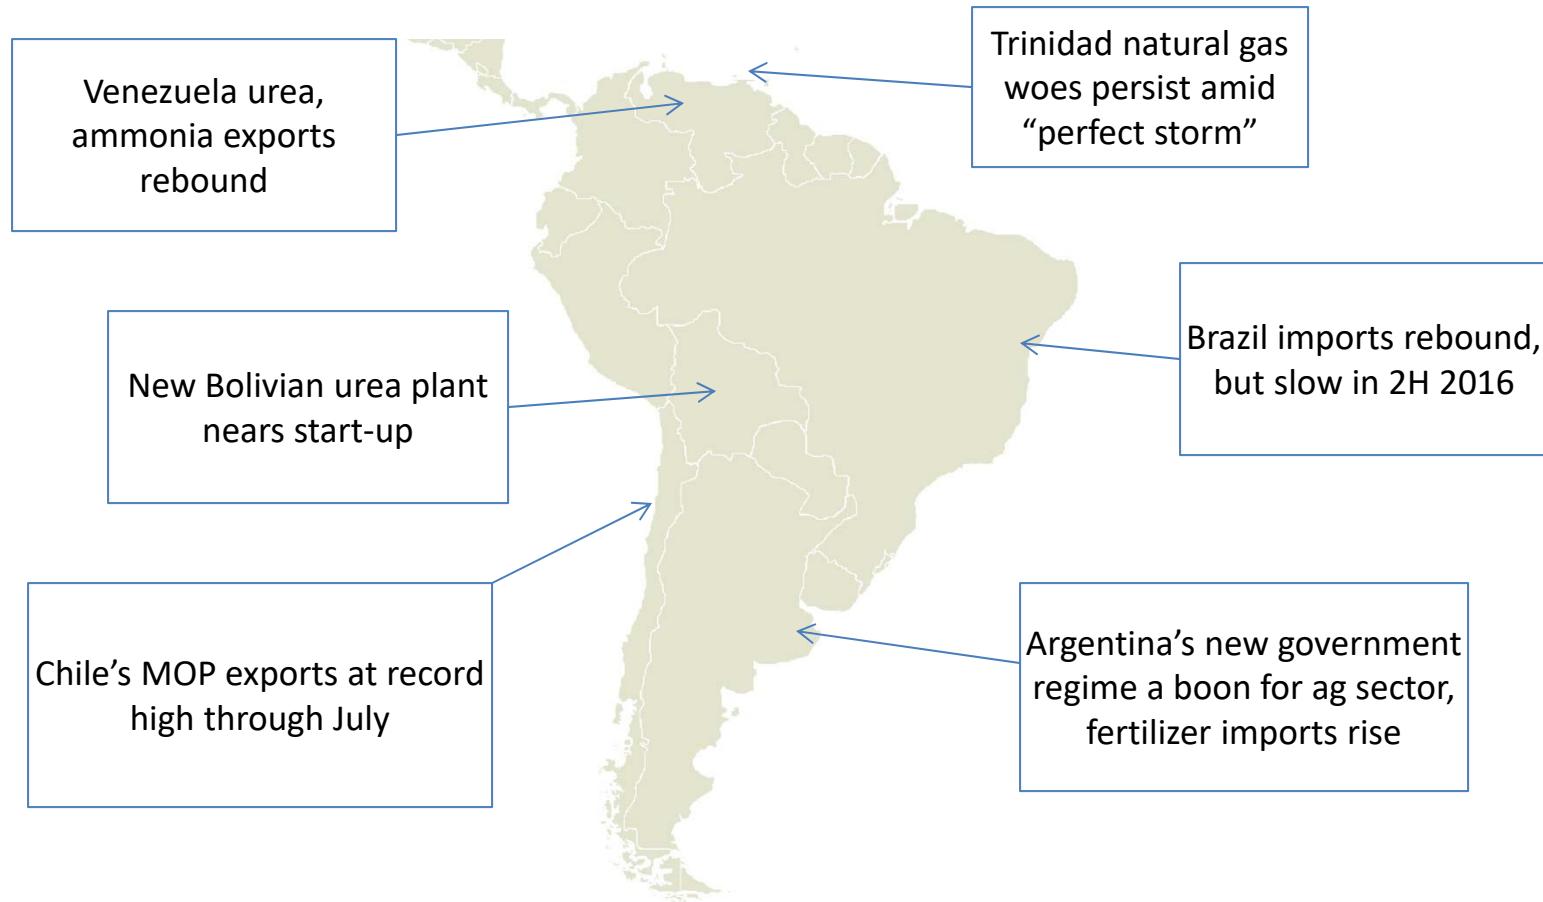 Venezuela urea,
ammonia exports
rebound
Trinidad natural gas
woes persist amid
“perfect storm”
Brazil imports rebound,
but slow in 2H 2016
New Bolivian urea plant
nears start-up
Chile’s MOP exports at record
high through July
Argentina’s new government
regime a boon for ag sector,
fertilizer imports rise